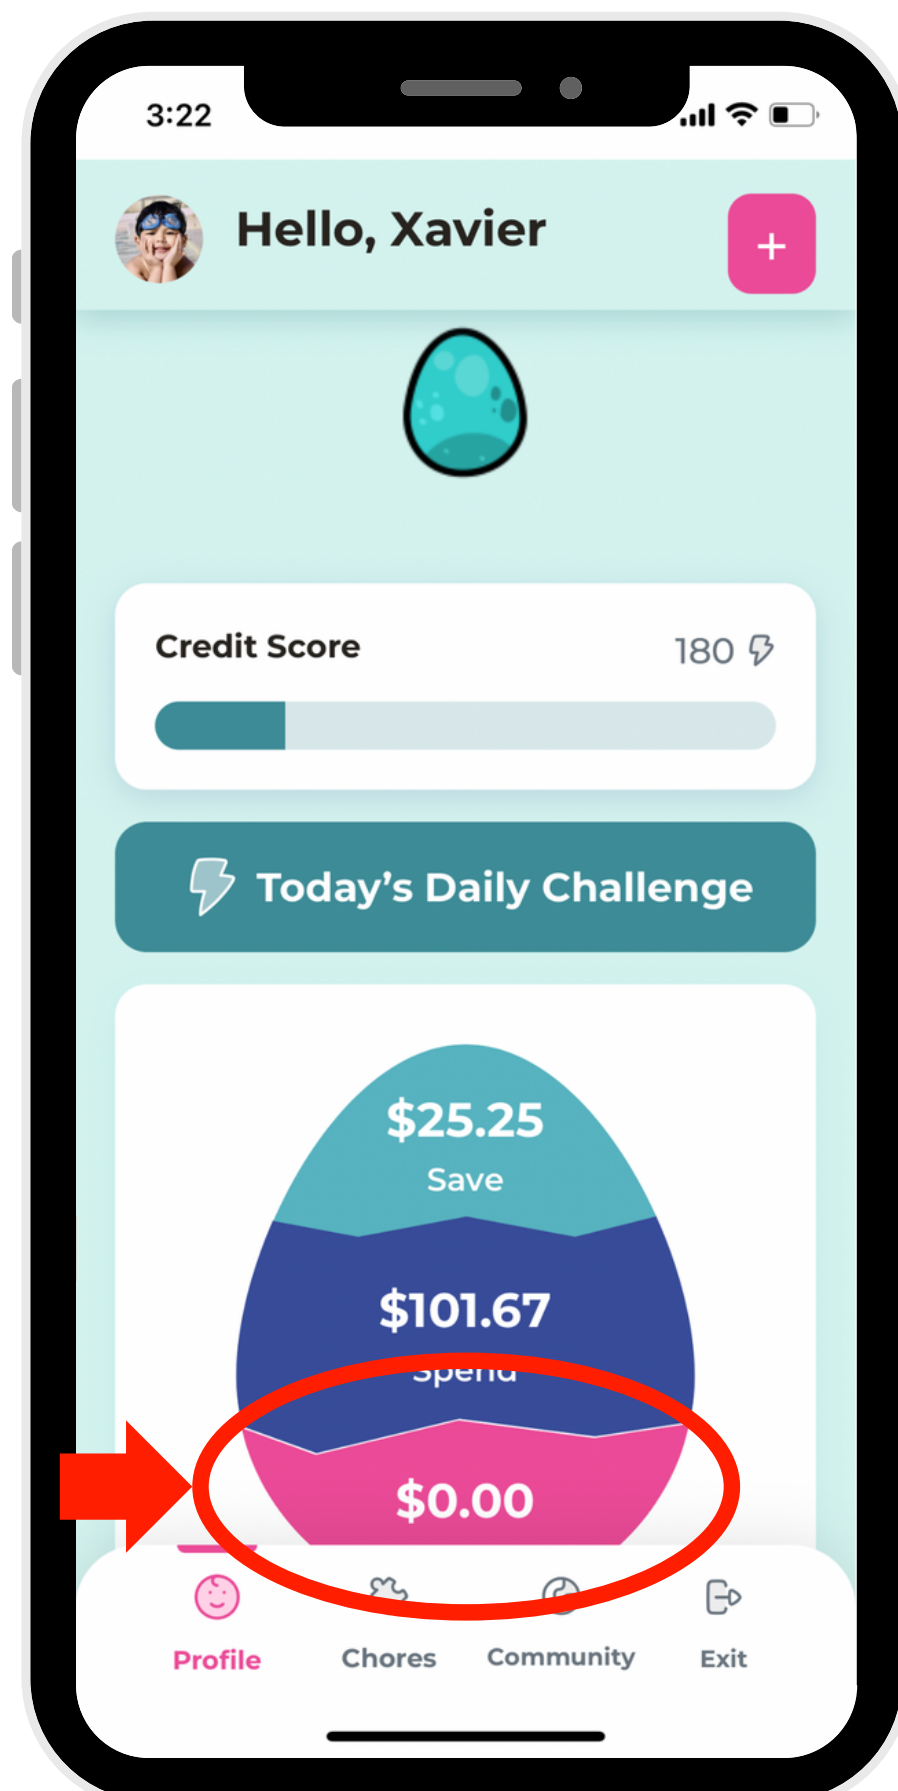 3:22
Hello, Xavier
+
Credit Score
180
Today's Daily Challenge
$25.25
Save
$101.67
Spend
$0.00
Profile
Chores
Community
Exit